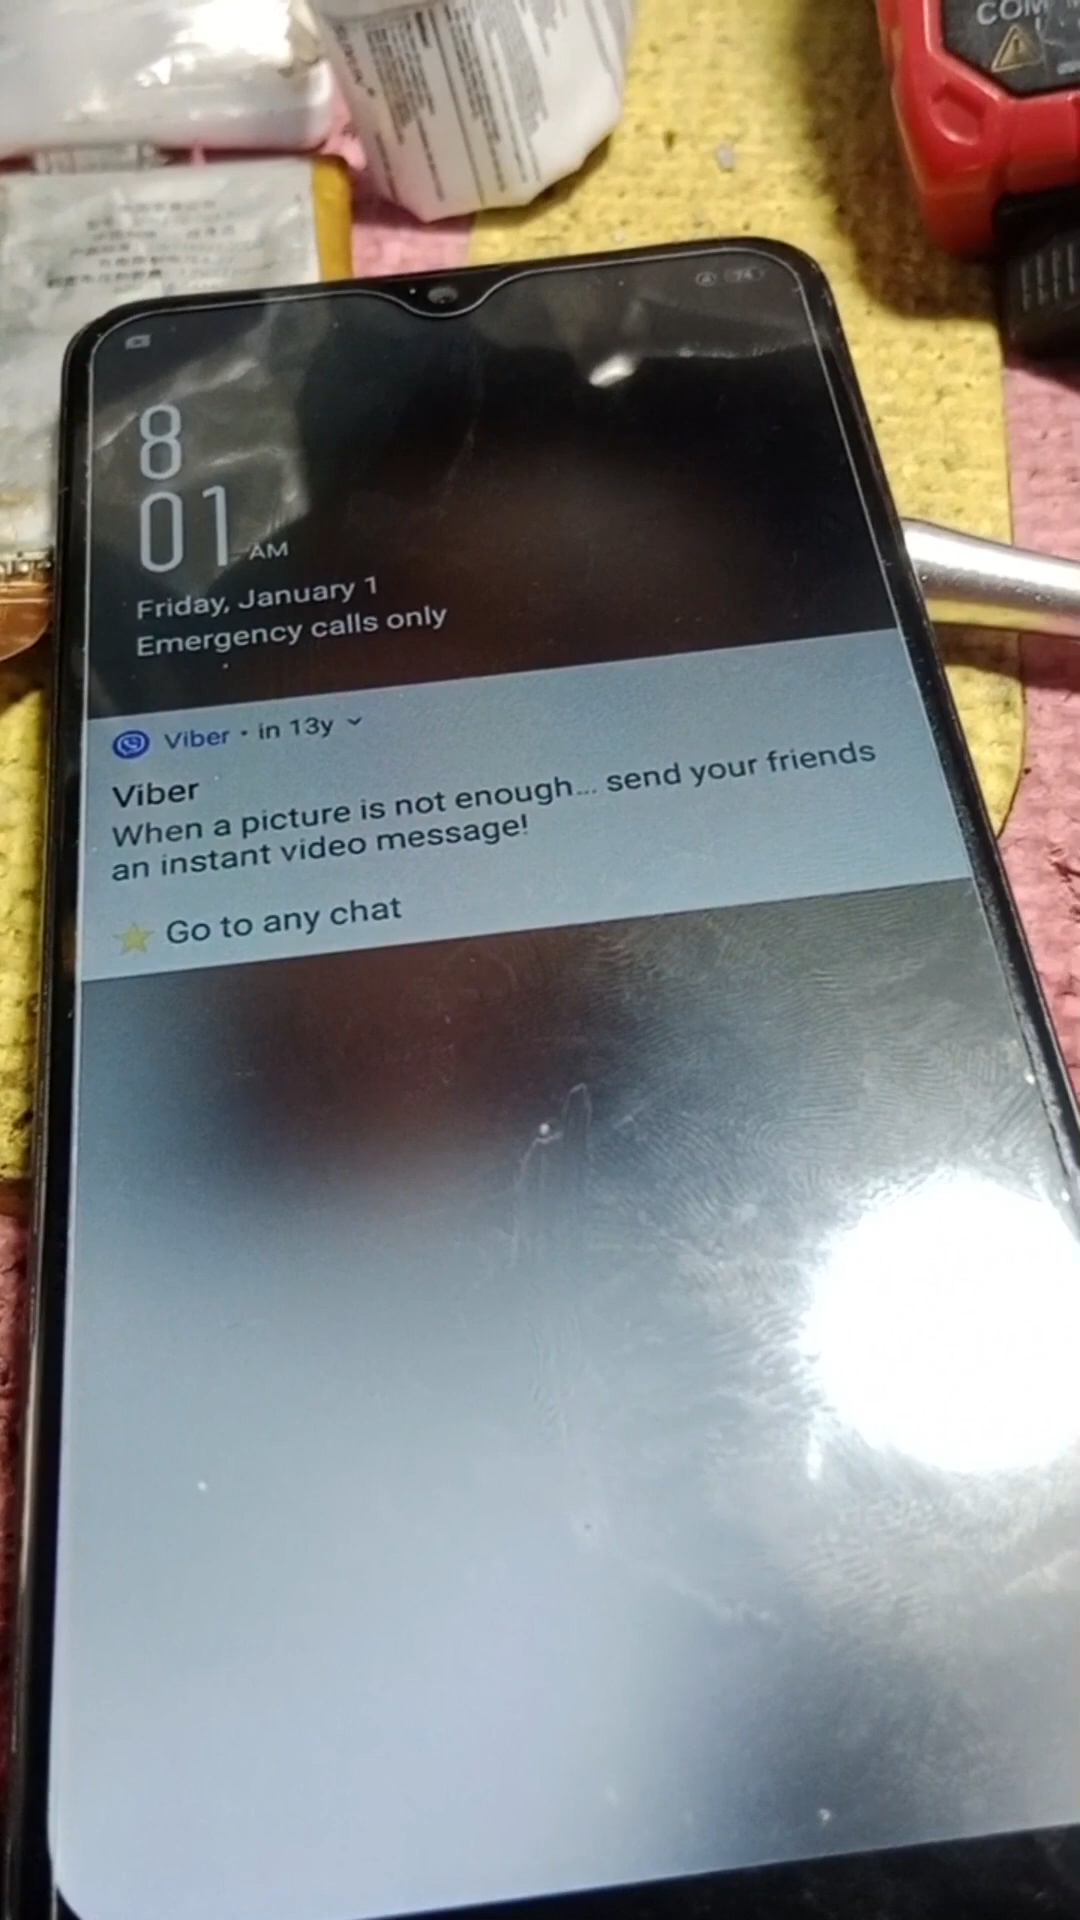 COM
8
01 AM
Friday, January 1
Emergency calls only
Viber • in 13y
Viber
When a picture is not enough... send your friends
an instant video message!
Go to any chat